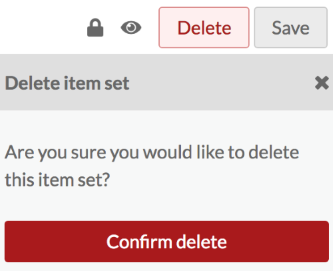 Delete Save
Delete item set
Are you sure you would like to delete
this item set?
Confirm delete